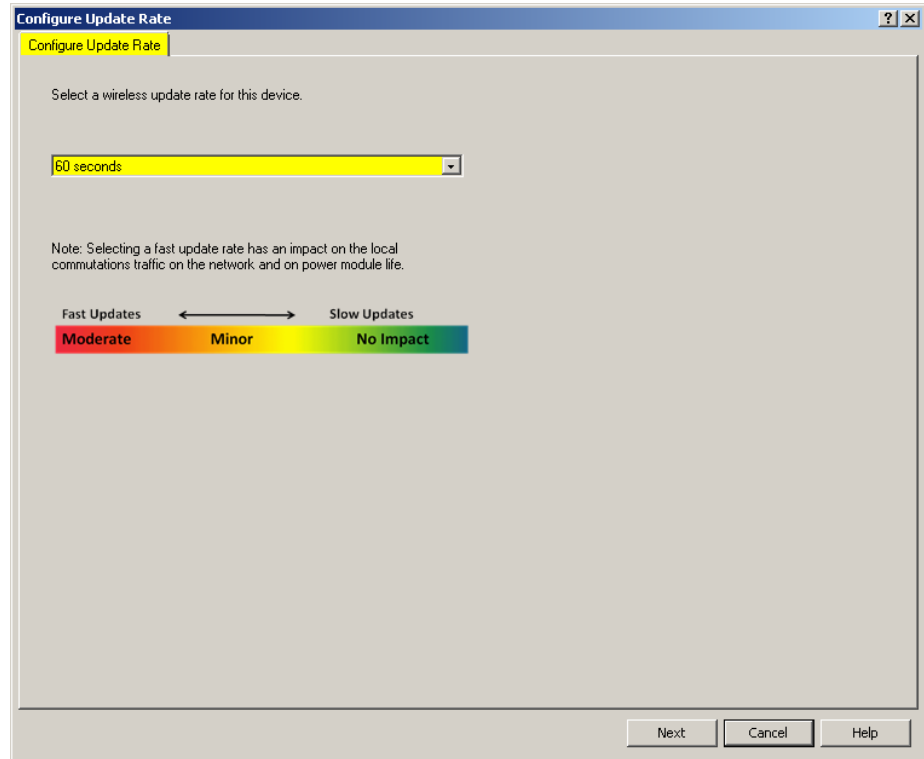 Configure Update Rate
Configure Update Rate
Select a wireless update rate for this device.
60 seconds
Note: Selecting a fast update rate has an impact on the local
commutations traffic on the network and on power module life.
Fast Updates Slow Updates
Moderate Minor No Impact
Next Cancel Help